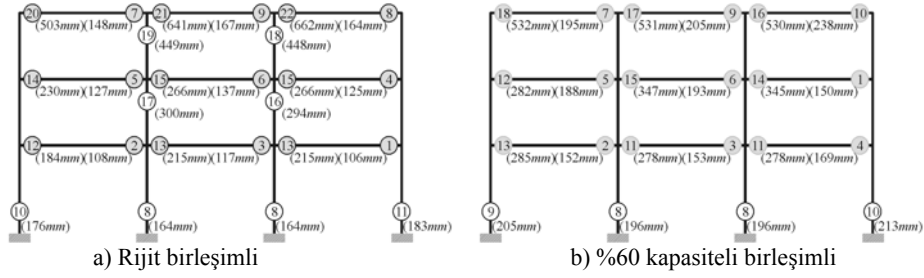 20 7 21 9 22 8 18 7 17 9 16 10
(503mm)(148mm) (641mm)(167mm) (662mm)(164mm) (532mm)(195mm) (531mm)(205mm) (530mm)(238mm)
19 18
(449mm) (448mm)
14 5 15 6 15 4 12 5 15 6 14 1
(230mm)(127mm) (266mm)(137mm) (266mm)(125mm) (282mm)(188mm) (347mm)(193mm) (345mm)(150mm)
17 16
(300mm) (294mm)
12 2 13 3 13 1 13 2 11 3 11 4
(184mm)(108mm) (215mm)(117mm) (215mm)(106mm) (285mm)(152mm) (278mm)(153mm) (278mm)(169mm)
10 8 8 11 9 8 8 10
(176mm) (164mm) (164mm) (183mm) (205mm) (196mm) (196mm) (213mm)
a) Rijit birleşimli b) %60 kapasiteli birleşimli